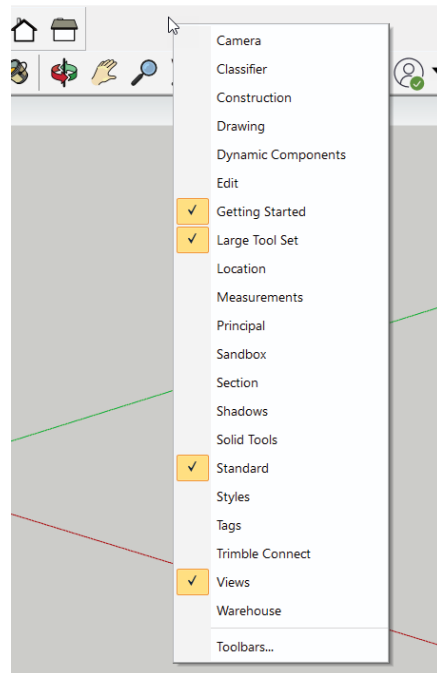 Camera
Classifier
Construction
Drawing
Dynamic Components
Edit
Getting Started
Large Tool Set
Location
Measurements
Principal
Sandbox
Section
Shadows
Solid Tools
Standard
Styles
Tags
Trimble Connect
Views
Warehouse
Toolbars...